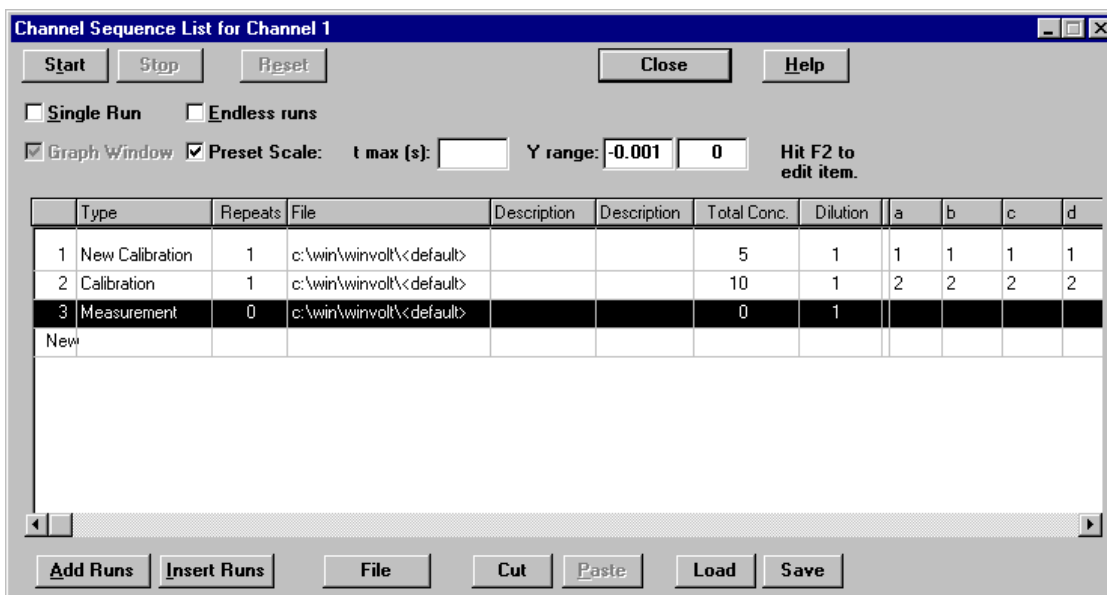 Channel Sequence List for Channel 1
Start Stop Reset Close Help
Single Run Endless runs
Graph Window Preset Scale: t max (s): Y range: -0.001 0 Hit F2 to
edit item.
Type Repeats File Description Description Total Conc. Dilution a b c d
1 New Calibration 1 c:\win\winvolt\<default> 5 1 1 1 1 1
2 Calibration 1 c:\win\winvolt\<default> 10 1 2 2 2 2
3 Measurement 0 c:\win\winvolt\<default> 0 1
New
Add Runs Insert Runs File Cut Paste Load Save